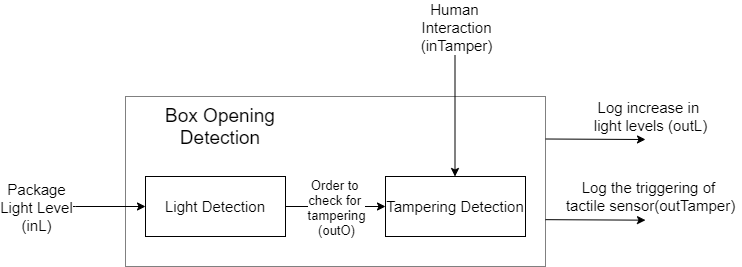 Human
Interaction
(inTamper)
Box Opening
Detection
Log increase in
light levels (outL)
Package
Light Level
(inL)
Light Detection
Order to
check for
tampering
(outO)
Tampering Detection
Log the triggering of
tactile sensor(outTamper)